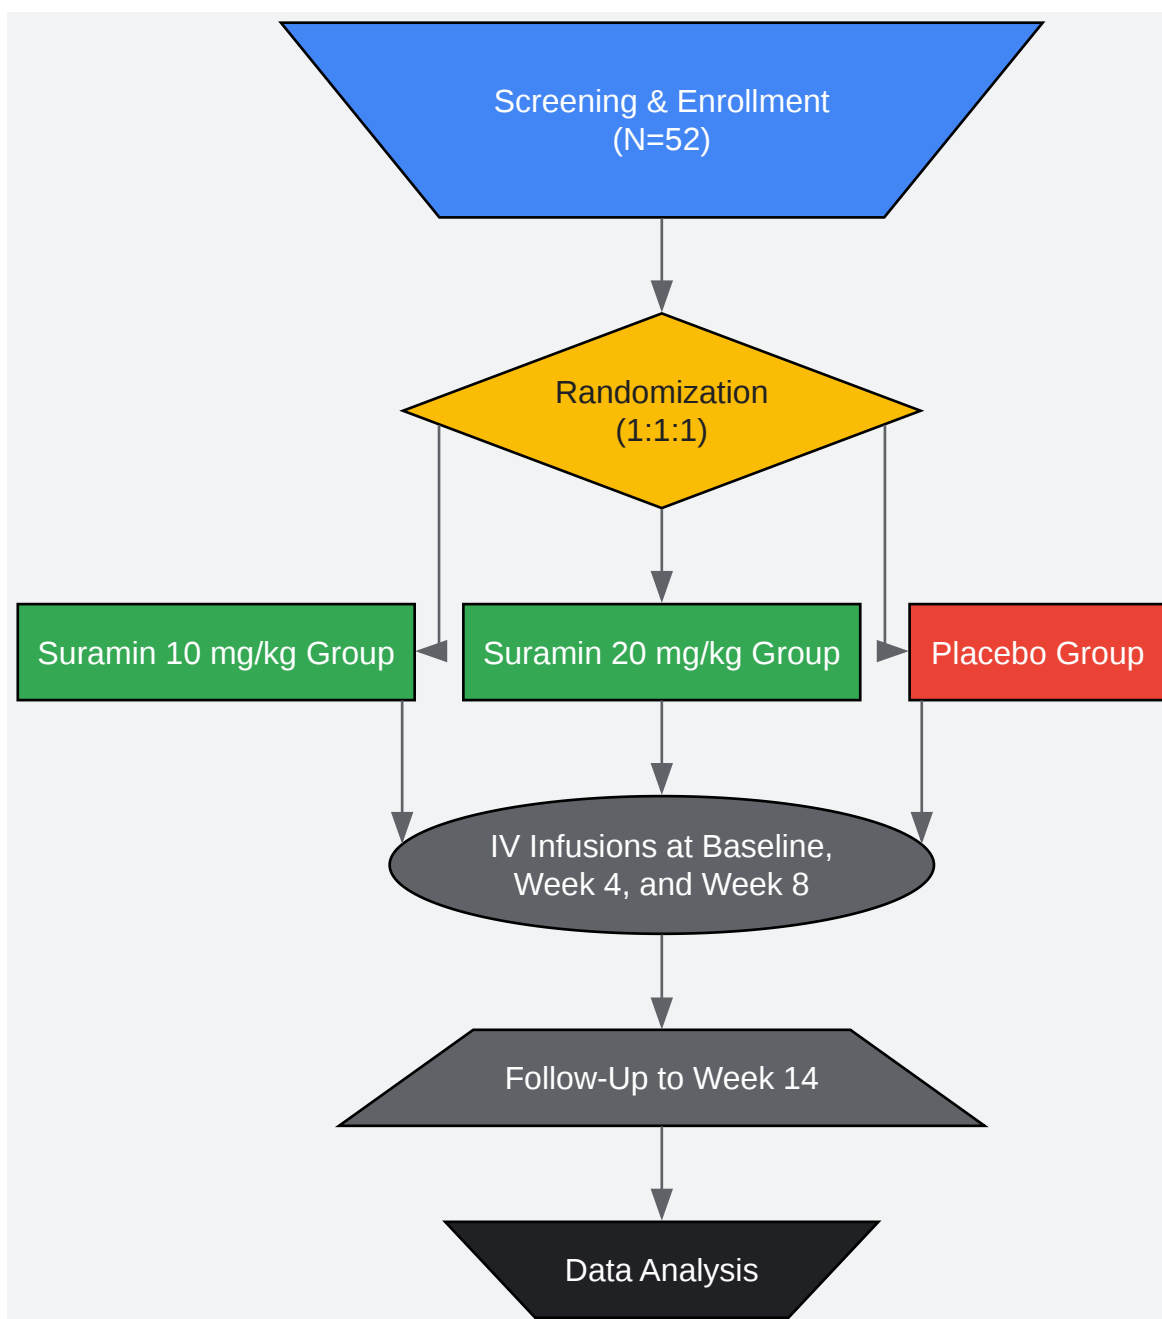 Screening & Enrollment
(N=52)
Randomization
(1:1:1)
Suramin 10 mg/kg Group
Suramin 20 mg/kg Group
Placebo Group
IV Infusions at Baseline,
Week 4, and Week 8
Follow-Up to Week 14
Data Analysis